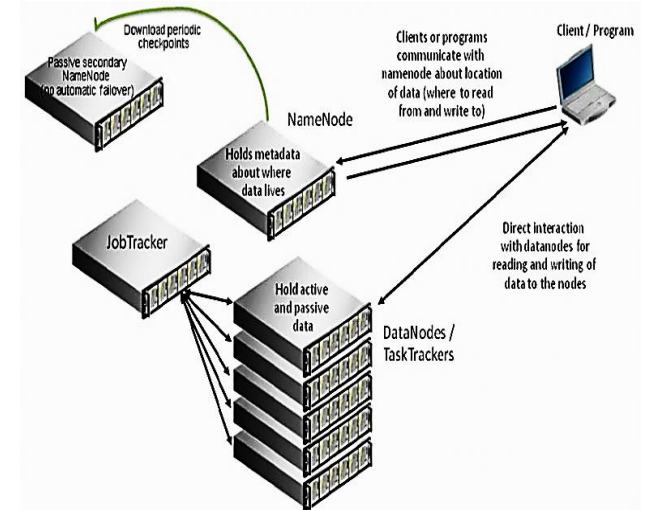 Download periodic
checkpoints
Passive secondary
NameNode
(no automatic failover)
Clients or programs
communicate with
namenode about location
of data (where to read
from and write to)
Client / Program
NameNode
Holds metadata
about where
data lives
JobTracker
Direct interaction
with datanodes for
reading and writing of
data to the nodes
Hold active
and passive
data
DataNodes /
TaskTrackers